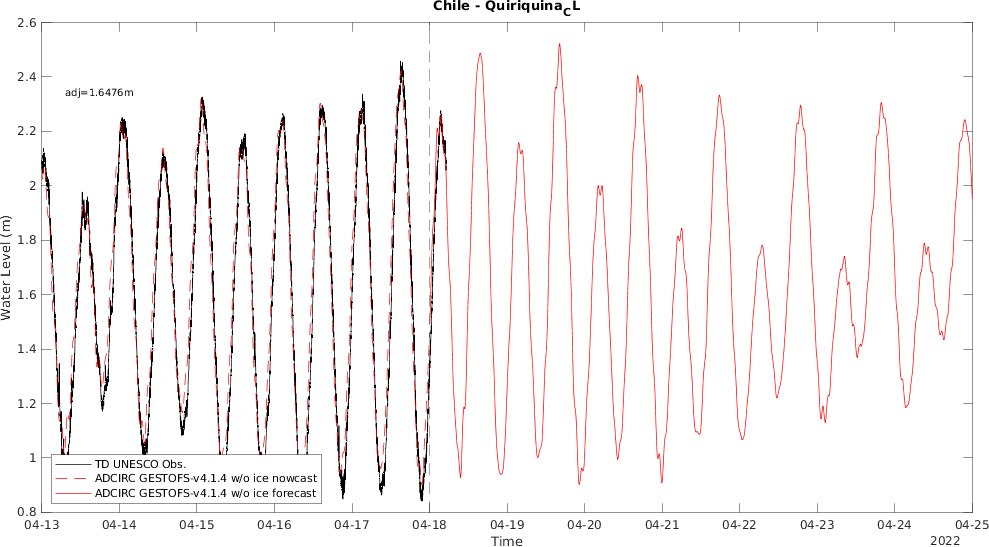 Chile - Quiriquina_CL
2.6
2.4
adj=1.6476m
2.2
2
1.8
Water Level (m)
1.6
1.4
1.2
1
TD UNESCO Obs.
ADCIRC GESTOFS-v4.1.4 w/o ice nowcast
ADCIRC GESTOFS-v4.1.4 w/o ice forecast
0.8
04-13 04-14 04-15 04-16 04-17 04-18 04-19 04-20 04-21 04-22 04-23 04-24 04-25
Time
2022